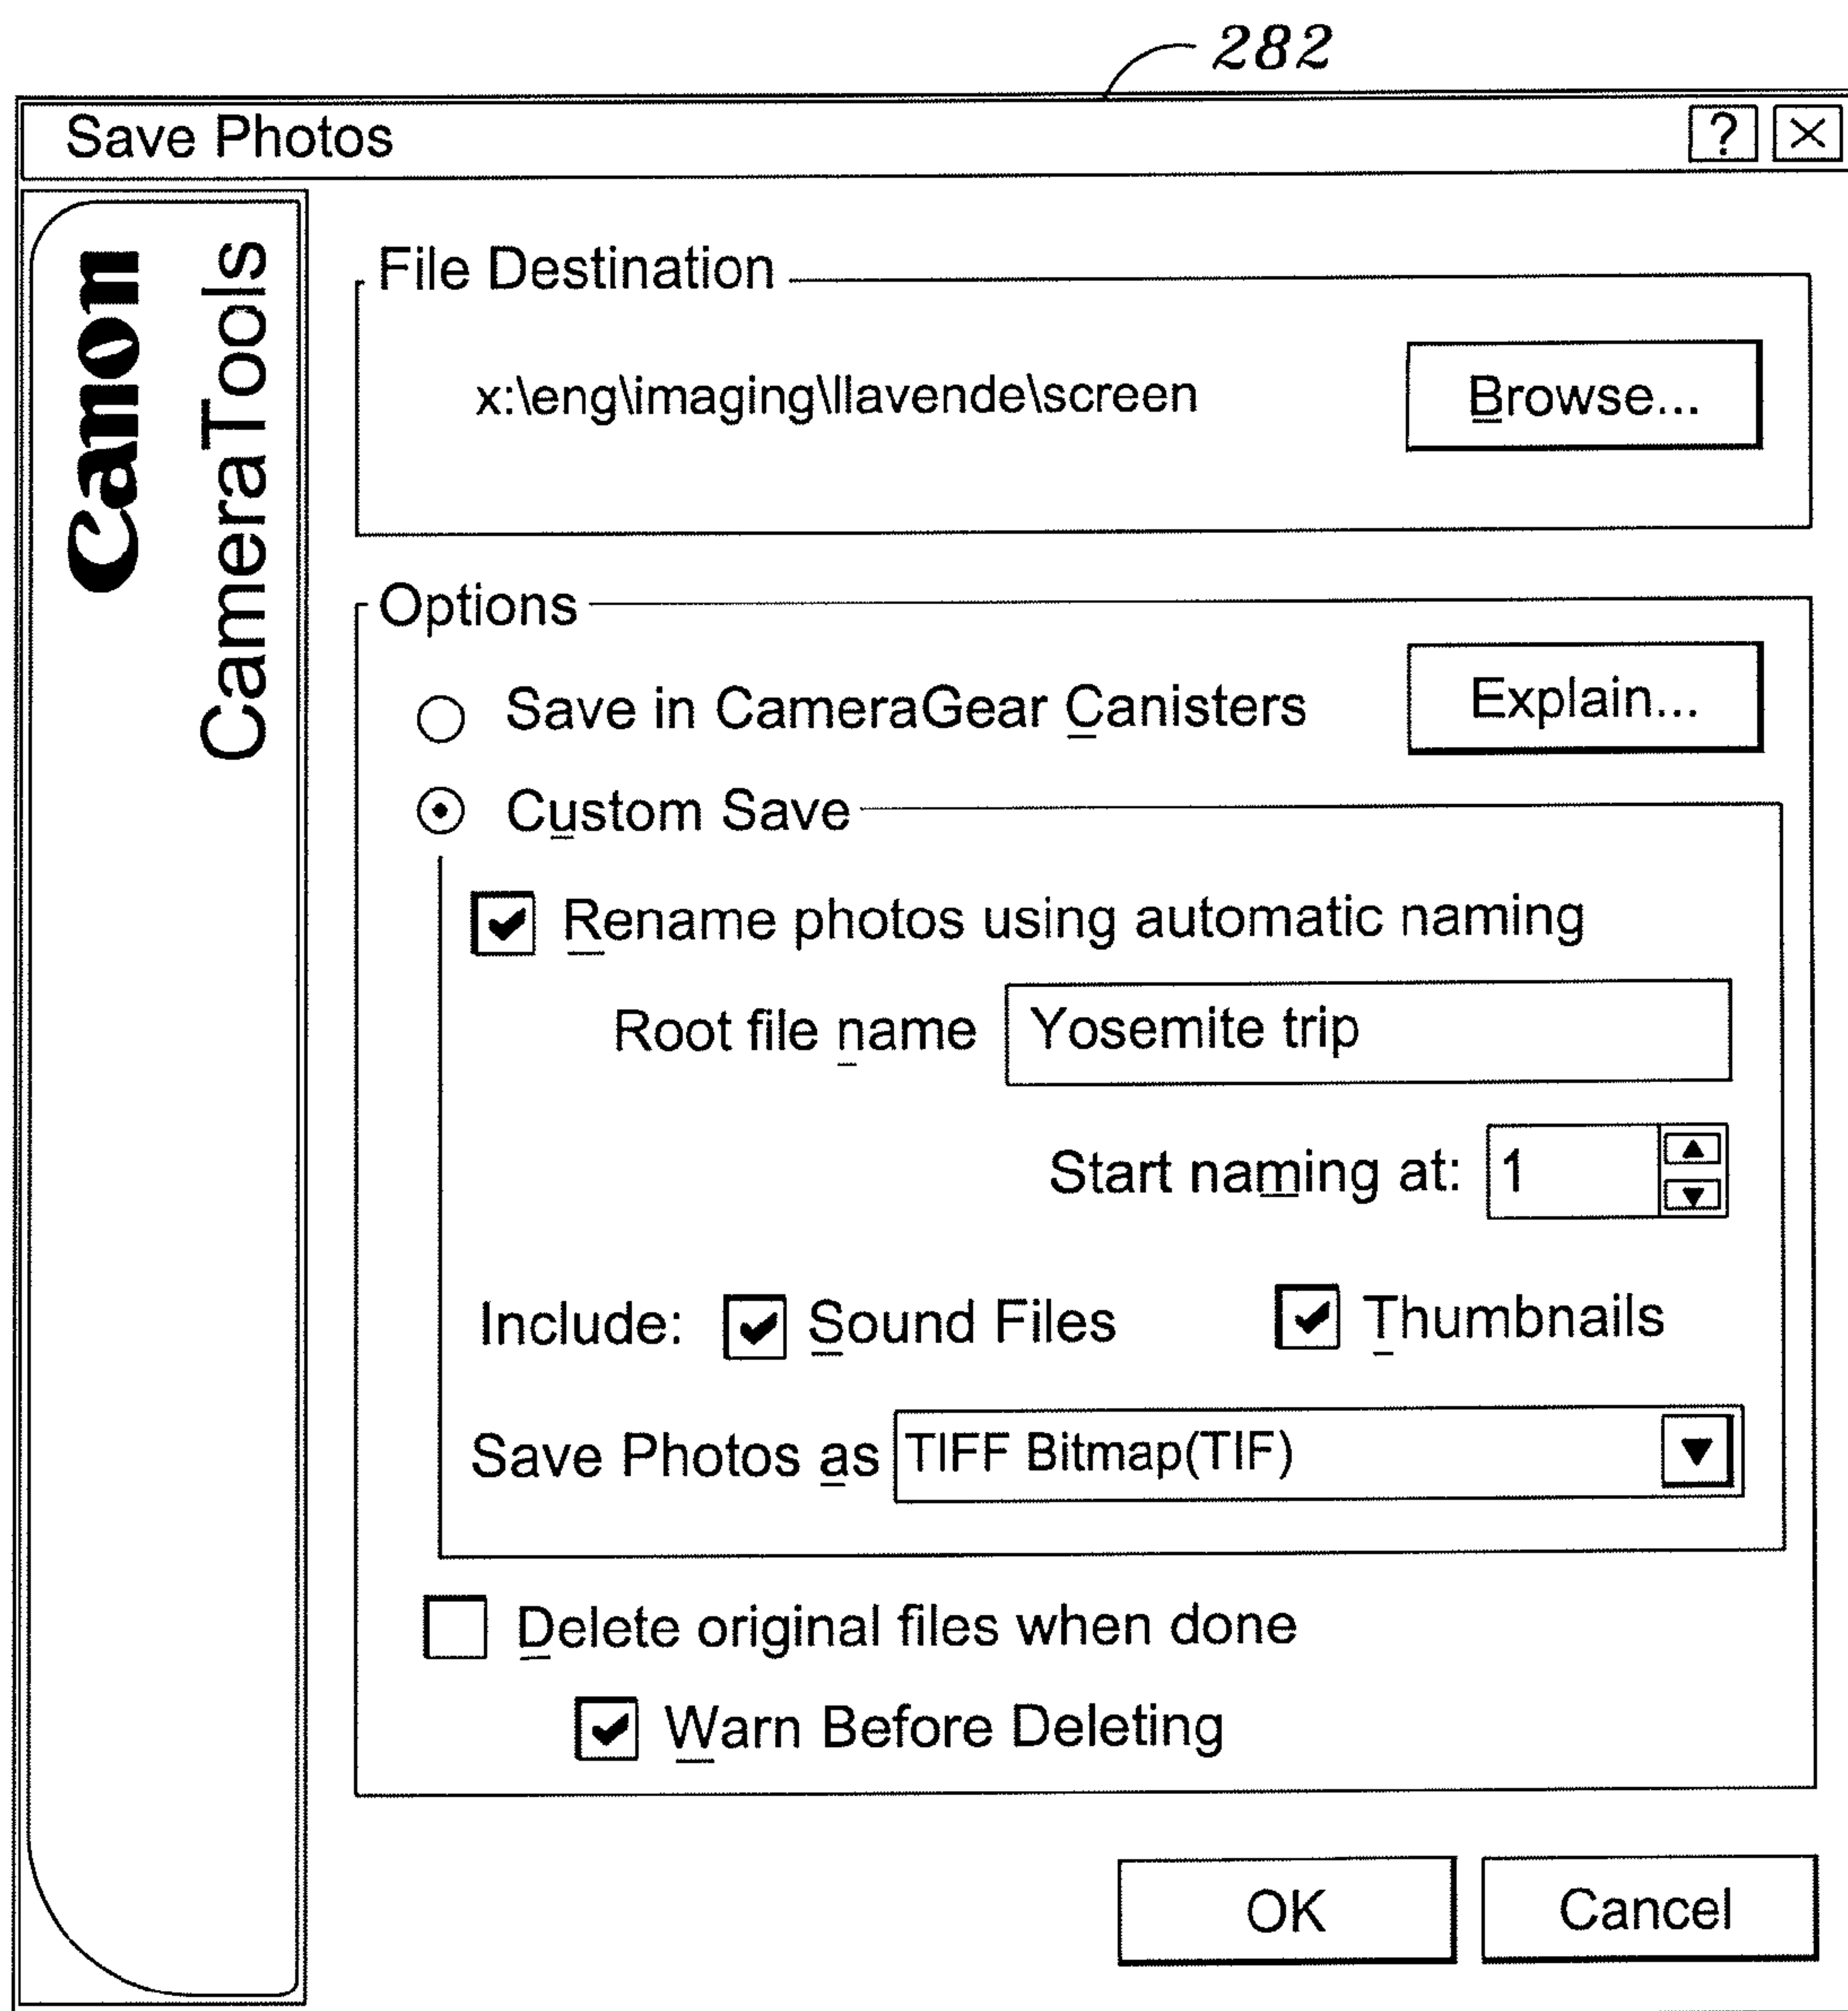 282
Save Photos ? ×
Canon
CameraTools
File Destination
x:\eng\imaging\llavende\screen
Browse...
Options
Save in CameraGear Canisters
Explain...
Custom Save
Rename photos using automatic naming
Root file name Yosemite trip
Start naming at: 1
Include: Sound Files Thumbnails
Save Photos as TIFF Bitmap(TIF)
Delete original files when done
Warn Before Deleting
OK Cancel